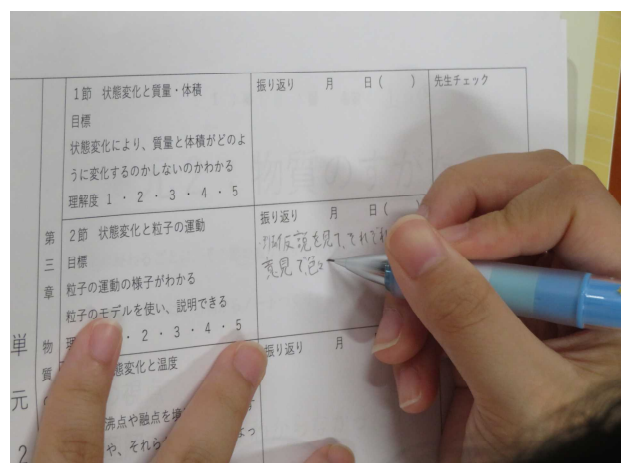 1節 状態変化と質量・体積
目標
状態変化により、質量と体積がどのよ
うに変化するのかしないのかわかる
理解度 1 ・ 2 ・ 3 ・ 4 ・ 5
振り返り 月 日( )
先生チェック
第三章 物質
2節 状態変化と粒子の運動
目標
粒子の運動の様子がわかる
粒子のモデルを使い、説明できる
・ 2 ・ 3 ・ 4 ・ 5
振り返り 月 日(
仮説を見て、それぞれ
意見で色々
態変化と温度
沸点や融点を
や、それら
振り返り 月
単元 2
物質のすが